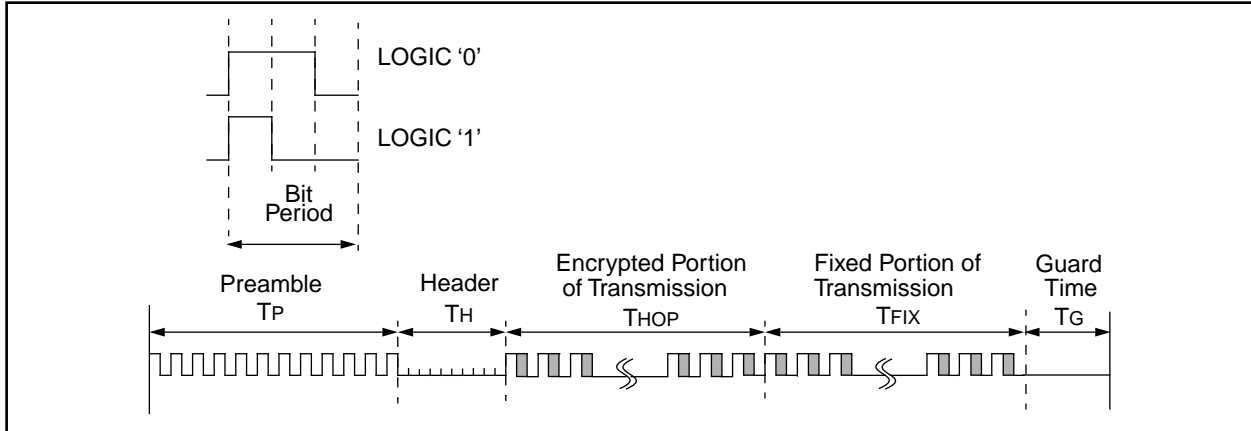 LOGIC ‘0’
LOGIC ‘1’
Bit
Period
Preamble
TP
Header
TH
Encrypted Portion
of Transmission
THOP
Fixed Portion of
Transmission
TFIX
Guard
Time
TG